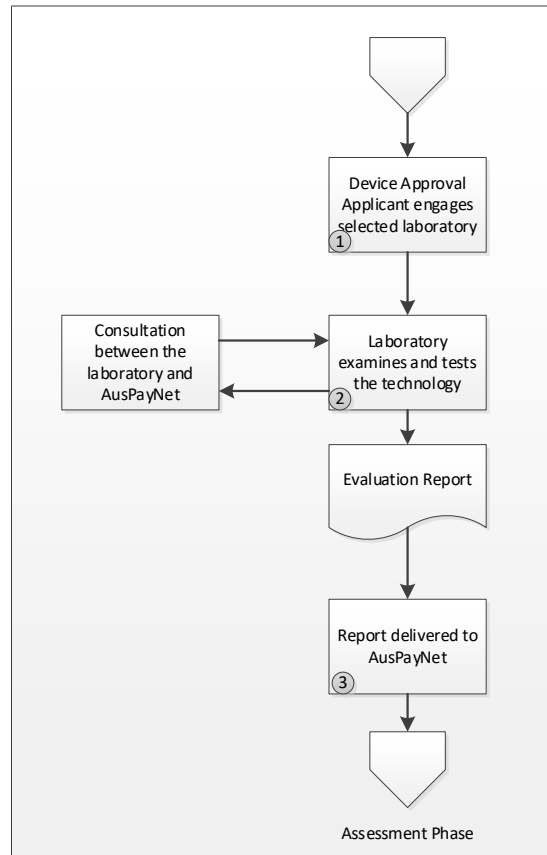 Device Approval
Applicant engages
selected laboratory
1
Consultation
between the
laboratory and
AusPayNet
Laboratory
examines and tests
the technology
2
Evaluation Report
Report delivered to
AusPayNet
3
Assessment Phase